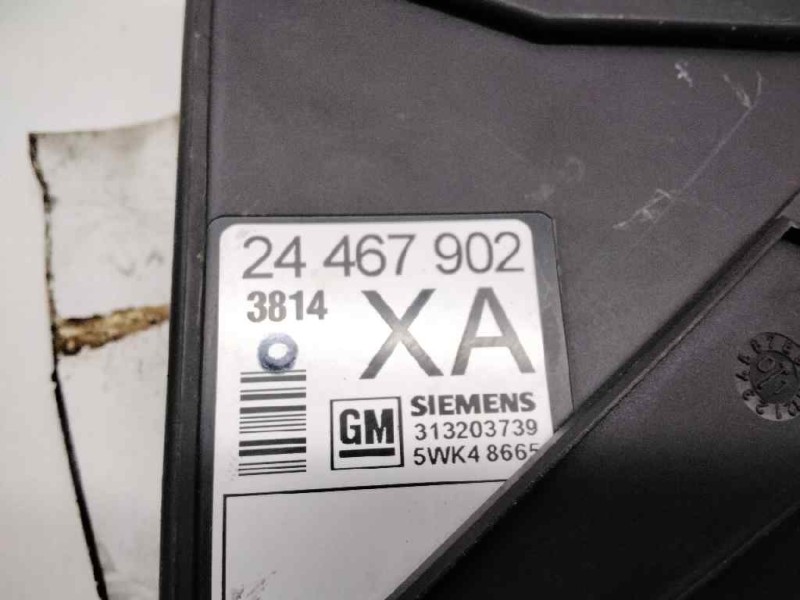 24 467 902
3814
XA
GM
SIEMENS
313203739
5WK4 8665